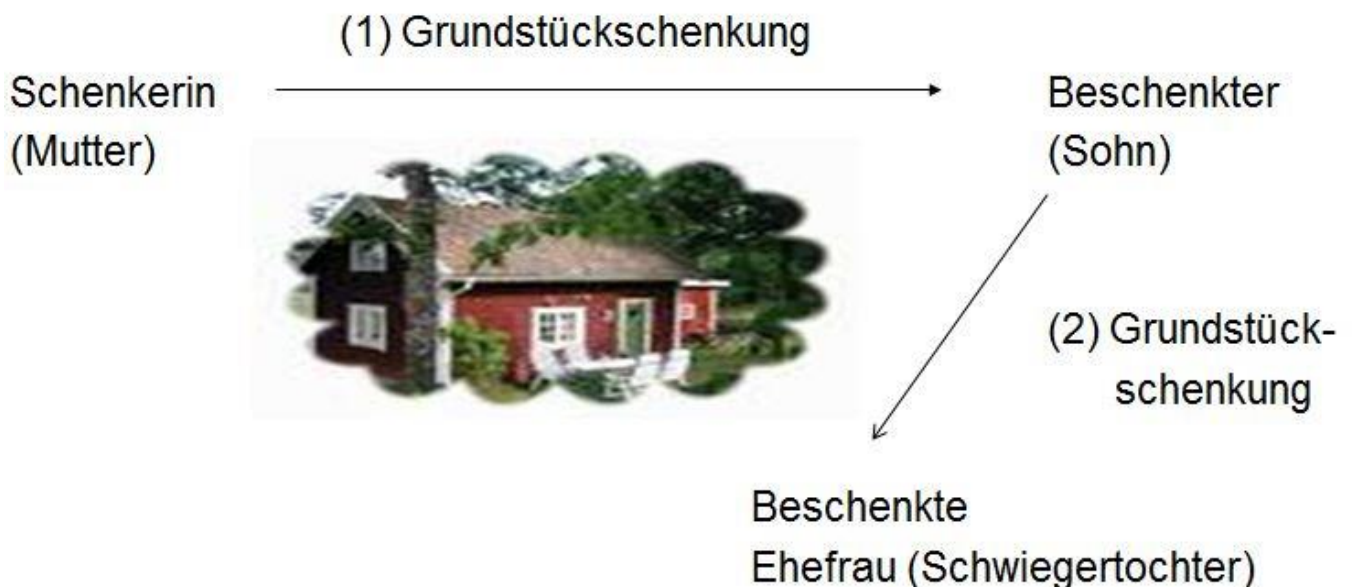 (1) Grundstückschenkung
Schenkerin
(Mutter)
Beschenkter
(Sohn)
(2) Grundstück-
schenkung
Beschenkte
Ehefrau (Schwiegertochter)